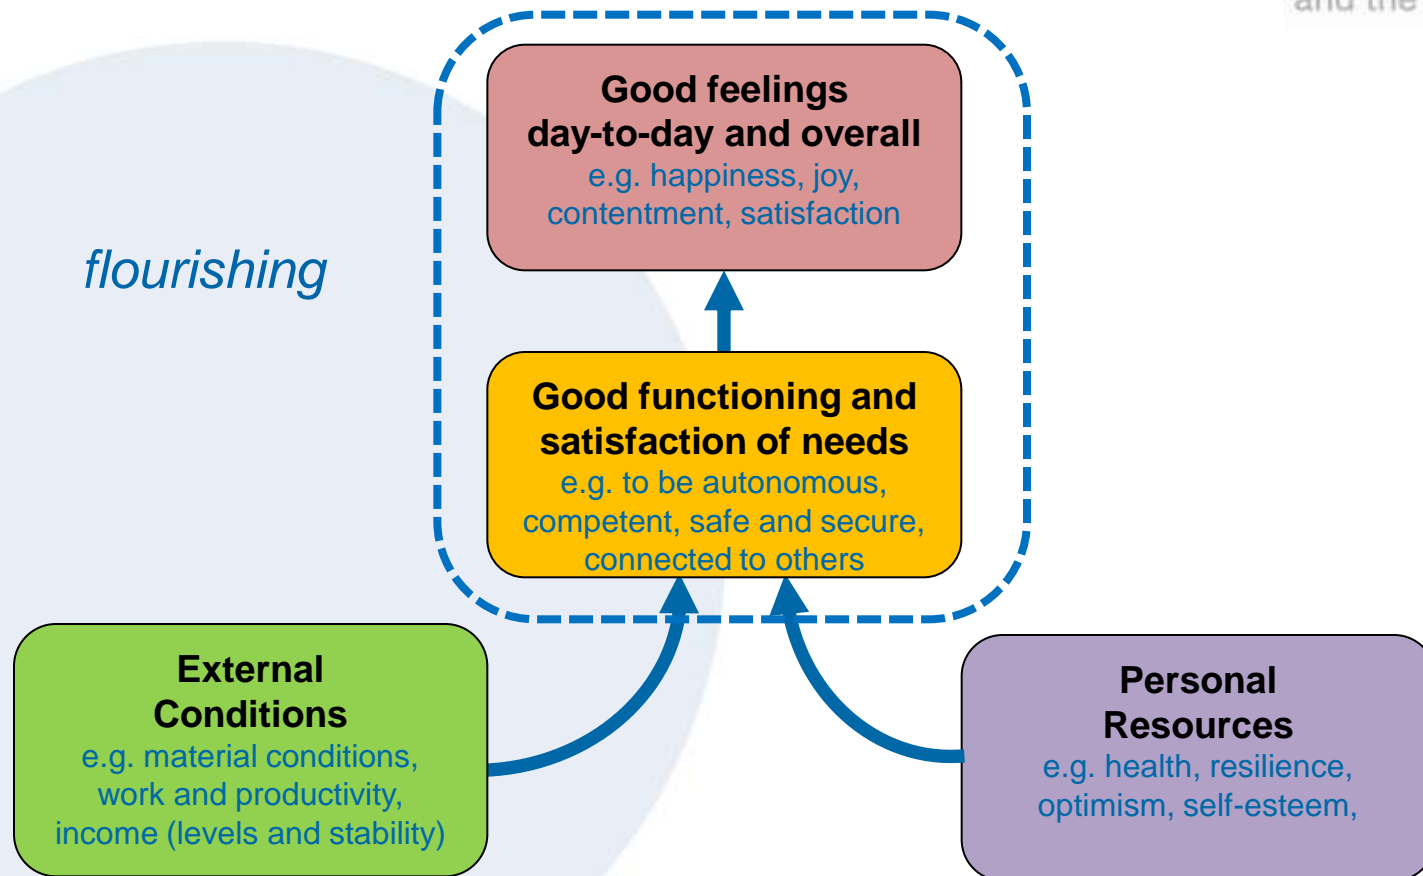 and the
Good feelings
day-to-day and overall
e.g. happiness, joy,
contentment, satisfaction
flourishing
Good functioning and
satisfaction of needs
e.g. to be autonomous,
competent, safe and secure,
connected to others
External
Conditions
e.g. material conditions,
work and productivity,
income (levels and stability)
Personal
Resources
e.g. health, resilience,
optimism, self-esteem,